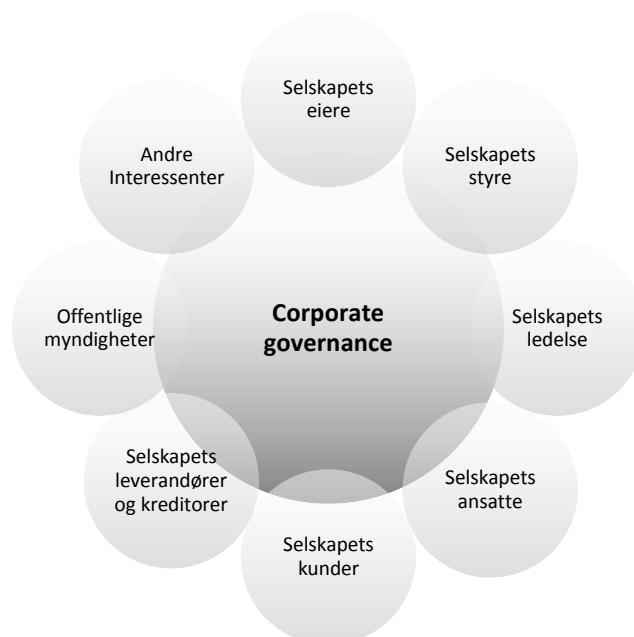 Selskapets
eiere
Selskapets
styre
Selskapets
ledelse
Selskapets
ansatte
Selskapets
kunder
Selskapets
leverandører
og kreditorer
Offentlige
myndigheter
Andre
Interessenter
Corporate
governance